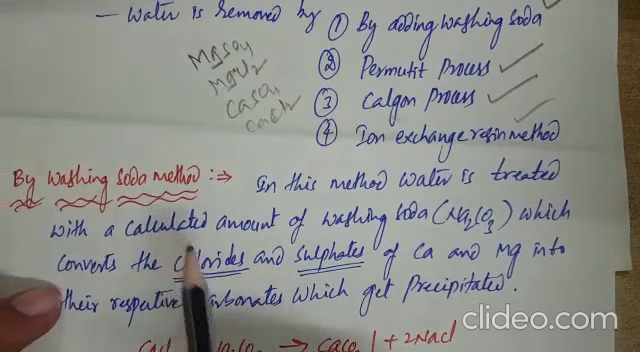 - Water is removed by
① By adding washing soda
② Permutit Process
③ Calgon Process
④ Ion exchange resin method
MgSO4
MgCl2
CaSO4
CaCl2
By washing soda method :⇒ In this method water is treated
with a calculated amount of washing soda (Na2CO3) which
converts the chlorides and sulphates of Ca and Mg into
their respective carbonates which get Precipitated.
CaCl2 Na2CO3 → CaCO3 ↓ + 2NaCl
clideo.com